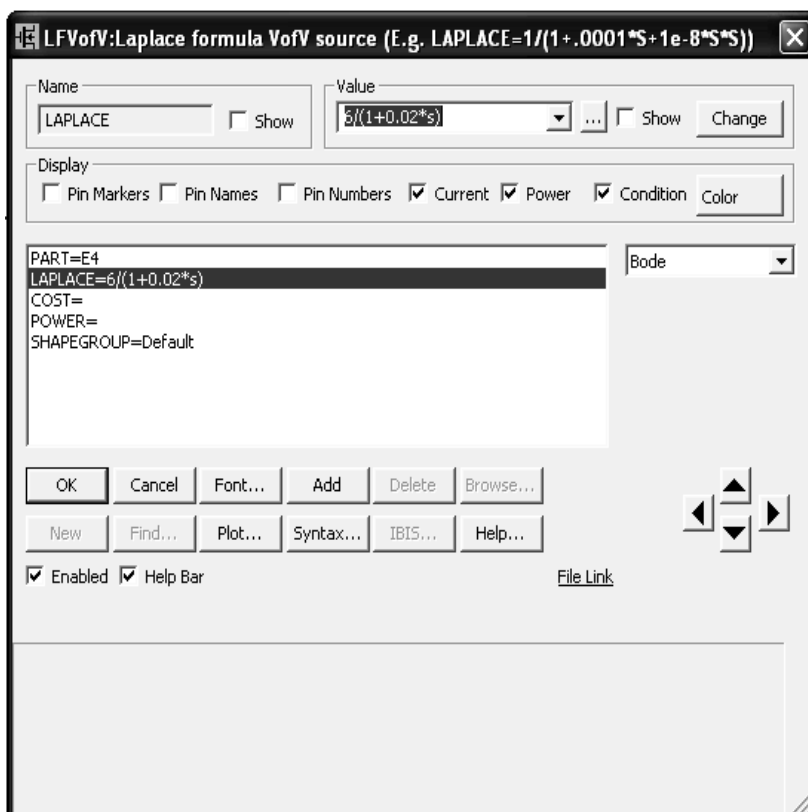 LFVofV:Laplace formula VofV source (E.g. LAPLACE=1/(1+.0001*S+1e-8*S*S))
Name
LAPLACE
Show
Value
6/(1+0.02*s)
...
Show
Change
Display
Pin Markers
Pin Names
Pin Numbers
Current
Power
Condition
Color
PART=E4
LAPLACE=6/(1+0.02*s)
COST=
POWER=
SHAPEGROUP=Default
Bode
OK
Cancel
Font...
Add
Delete
Browse...
New
Find...
Plot...
Syntax...
IBIS...
Help...
Enabled
Help Bar
File Link